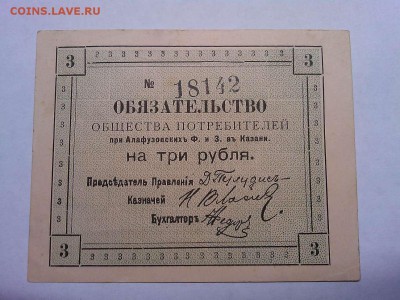 COINS.LAVE.RU
3 3
№ 18142
ОБЯЗАТЕЛЬСТВО
ОБЩЕСТВА ПОТРЕБИТЕЛЕЙ
при Алафузовскихъ Ф. и З. въ Казани.
на три рубля.
Предсѣдатель Правленія
Казначей
Бухгалтеръ
3 3